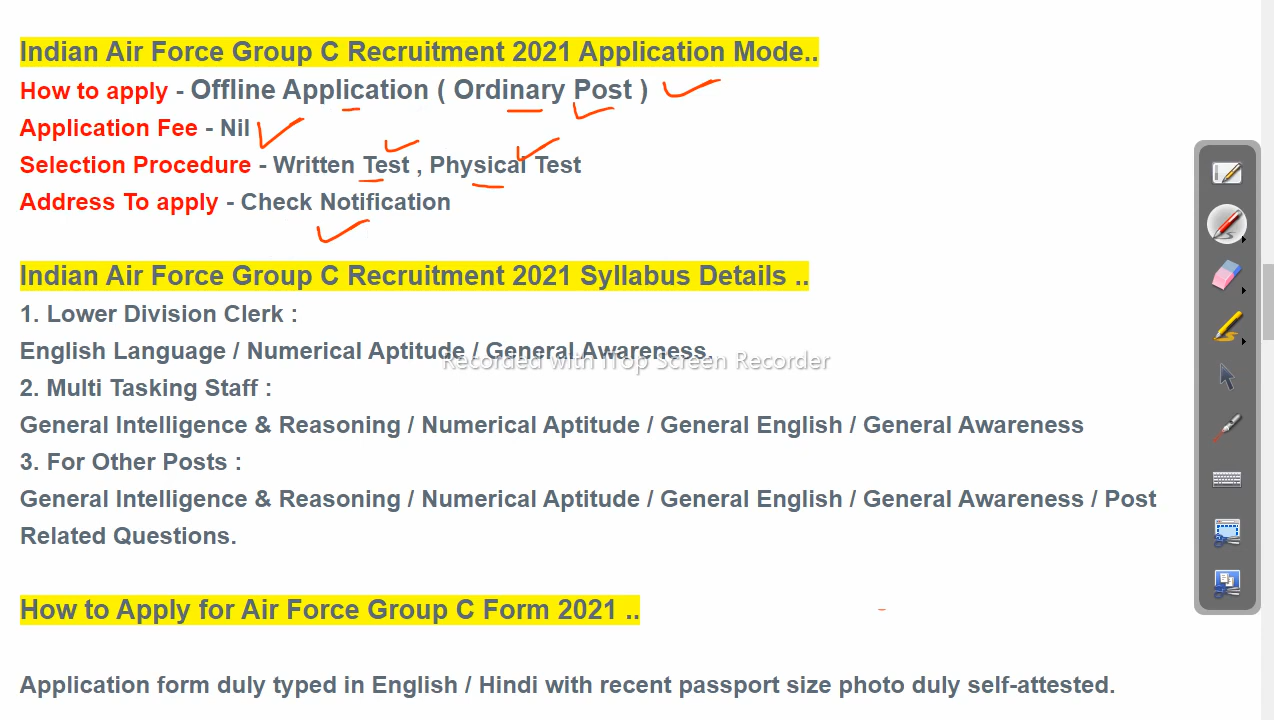 Indian Air Force Group C Recruitment 2021 Application Mode..
How to apply - Offline Application ( Ordinary Post )
Application Fee - Nil
Selection Procedure - Written Test , Physical Test
Address To apply - Check Notification
Indian Air Force Group C Recruitment 2021 Syllabus Details ..
1. Lower Division Clerk :
English Language / Numerical Aptitude / General Awareness.
Recorded with iTop Screen Recorder
2. Multi Tasking Staff :
General Intelligence & Reasoning / Numerical Aptitude / General English / General Awareness
3. For Other Posts :
General Intelligence & Reasoning / Numerical Aptitude / General English / General Awareness / Post
Related Questions.
How to Apply for Air Force Group C Form 2021 ..
Application form duly typed in English / Hindi with recent passport size photo duly self-attested.